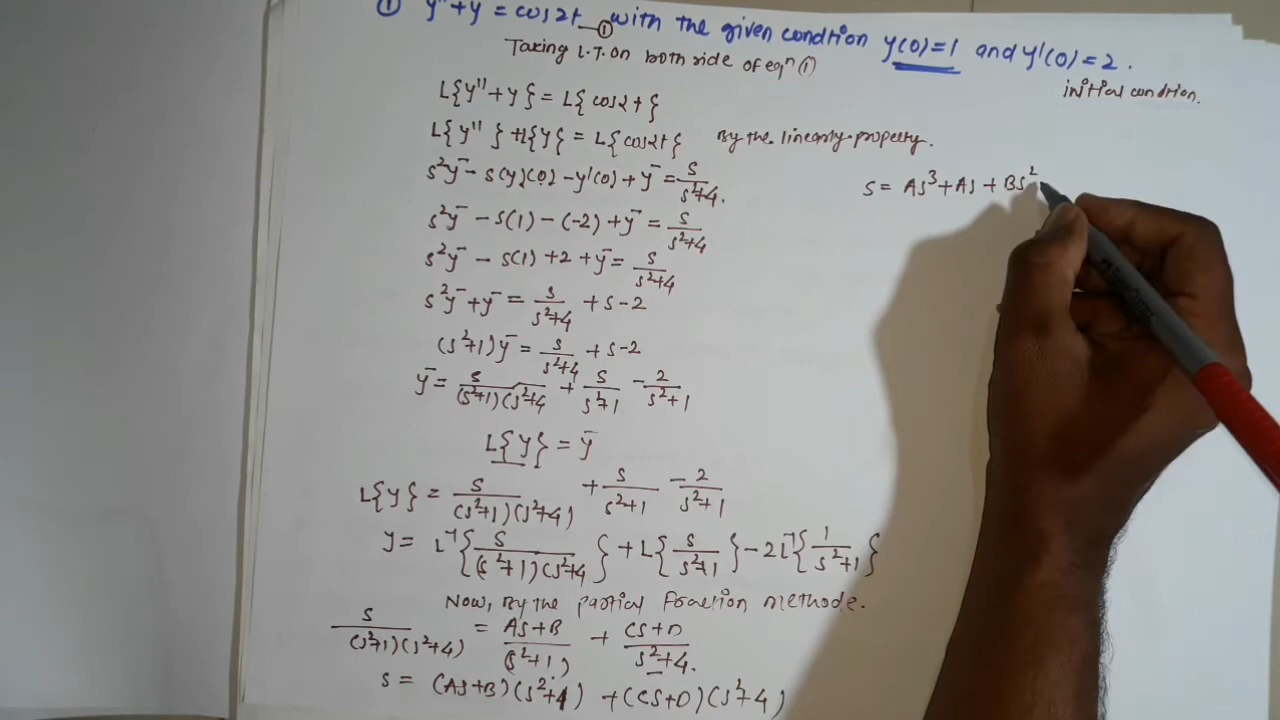 ① y"+y = cos2t —① with the given condtion y(0)=1 and y'(0)=2.
Taking L.T. on both side of eqn ①
initial condtion.
L{y"+y} = L{cos2t}
L{y"} + L{y} = L{cos2t} By the linearly property.
s²ȳ - s(y)(0) - y'(0) + ȳ = s/s²+4.
s²ȳ - s(1) - (-2) + ȳ = s/s²+4
s²ȳ - s(1) + 2 + ȳ = s/s²+4
s²ȳ + ȳ = s/s²+4 + s-2
(s²+1)ȳ = s/s²+4 + s-2
ȳ = s/(s²+1)(s²+4 + s/s²+1 - 2/s²+1
L{y} = ȳ
L{y} = s/(s²+1)(s²+4) + s/s²+1 - 2/s²+1
y = L⁻¹{s/(s²+1)(s²+4} + L{s/s²+1} - 2L⁻¹{1/s²+1}
Now, By the partial fraction methode.
s/(s²+1)(s²+4) = As+B/(s²+1) + Cs+D/s²+4.
s = (As+B)(s²+1) + (Cs+D)(s²+4)
s = As³+As+Bs²